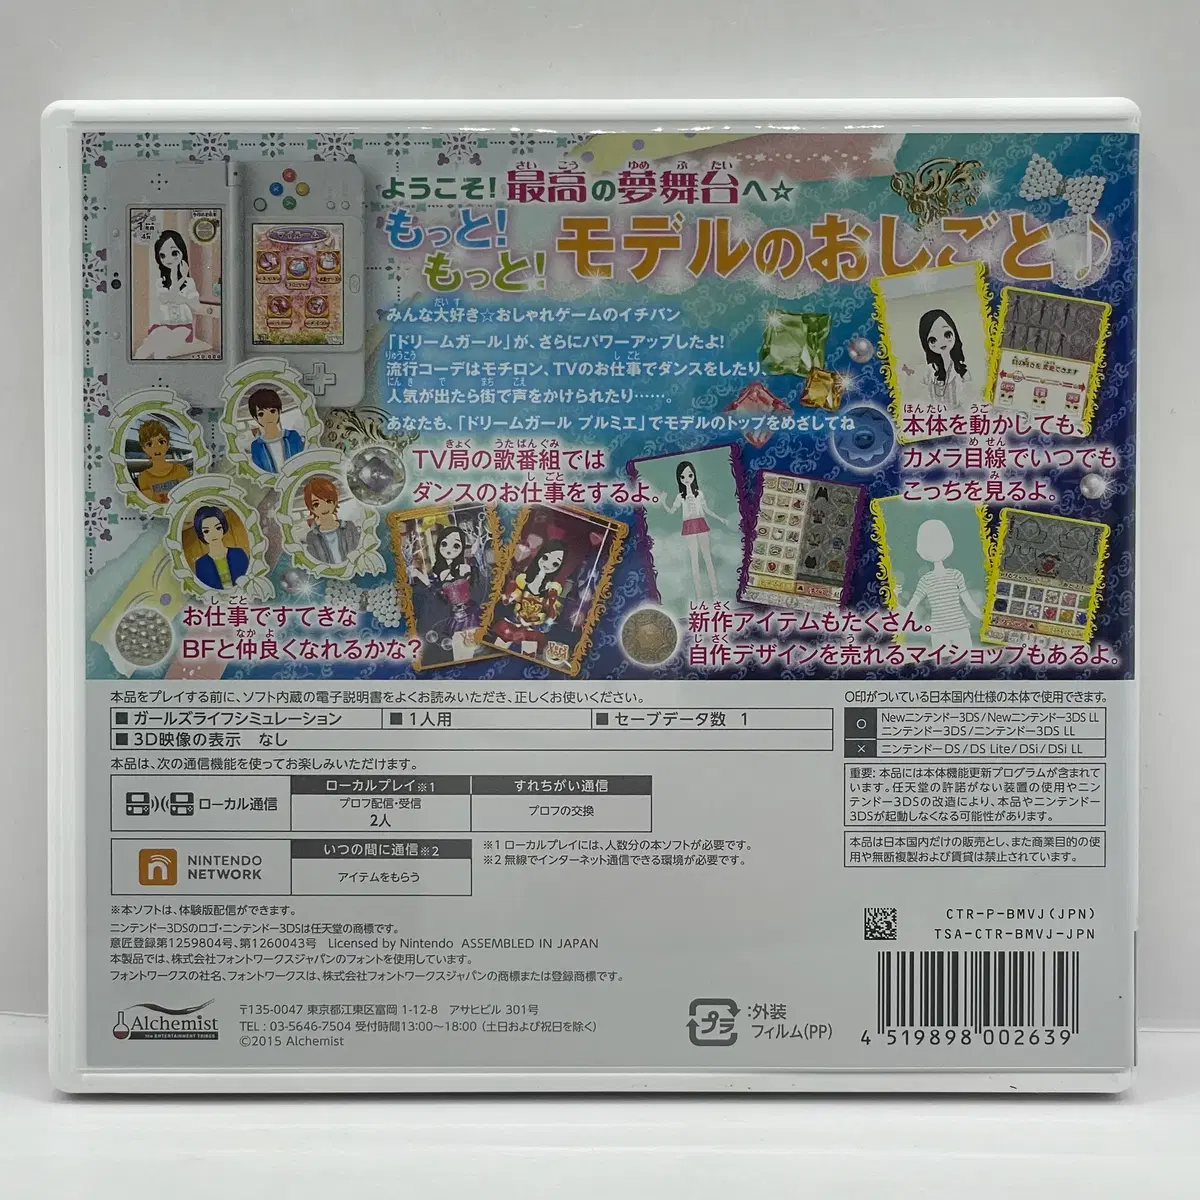 ようこそ!最高の夢舞台へ☆
もっと!
もっと!
モデルのおしごと♪
みんな大好き☆おしゃれゲームのイチバン
「ドリームガール」が、さらにパワーアップしたよ!
流行コーデはモチロン、TVのお仕事でダンスをしたり、
人気が出たら街で声をかけられたり……。
あなたも、「ドリームガール プルミエ」でモデルのトップをめざしてね
本体を動かしても、
カメラ目線でいつでも
こっちを見るよ。
TV局の歌番組では
ダンスのお仕事をするよ。
お仕事ですてきな
BFと仲良くなれるかな?
新作アイテムもたくさん。
自作デザインを売れるマイショップもあるよ。
本品をプレイする前に、ソフト内蔵の電子説明書をよくお読みいただき、正しくお使いください。
■ガールズライフシミュレーション
■1人用
■セーブデータ数 1
■3D映像の表示 なし
本品は、次の通信機能を使ってお楽しみいただけます。
ローカル通信
ローカルプレイ※1
プロフ配信・受信
2人
すれちがい通信
プロフの交換
NINTENDO
NETWORK
いつの間に通信※2
アイテムをもらう
※1 ローカルプレイには、人数分の本ソフトが必要です。
※2 無線でインターネット通信できる環境が必要です。
○印がついている日本国内仕様の本体で使用できます。
○
Newニンテンドー3DS/Newニンテンドー3DS LL
ニンテンドー3DS/ニンテンドー3DS LL
×
ニンテンドーDS/DS Lite/DSi/DSi LL
重要: 本品には本体機能更新プログラムが含まれて
います。任天堂の許諾がない装置の使用やニン
テンドー3DSの改造により、本品やニンテンドー
3DSが起動しなくなる可能性があります。
本品は日本国内だけの販売とし、また商業目的の使
用や無断複製および賃貸は禁止されています。
※本ソフトは、体験版配信ができます。
ニンテンドー3DSのロゴ・ニンテンドー3DSは任天堂の商標です。
意匠登録第1259804号、第1260043号 Licensed by Nintendo ASSEMBLED IN JAPAN
本製品では、株式会社フォントワークスジャパンのフォントを使用しています。
フォントワークスの社名、フォントワークスは、株式会社フォントワークスジャパンの商標または登録商標です。
CTR-P-BMVJ(JPN)
TSA-CTR-BMVJ-JPN
Alchemist
the ENTERTAINMENT TRIBES
〒135-0047 東京都江東区富岡 1-12-8 アサヒビル 301号
TEL : 03-5646-7504 受付時間13:00~18:00 (土日および祝日を除く)
©2015 Alchemist
プラ
:外装
フィルム(PP)
4 519898 002639